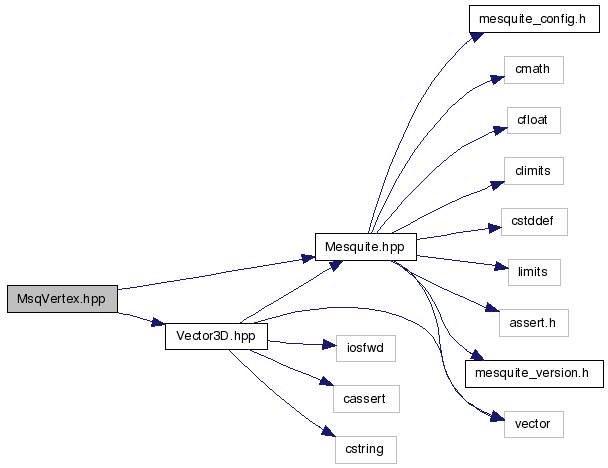 mesquite_config.h
cmath
cfloat
climits
cstddef
Mesquite.hpp
limits
MsqVertex.hpp
assert.h
Vector3D.hpp
iosfwd
mesquite_version.h
cassert
vector
cstring